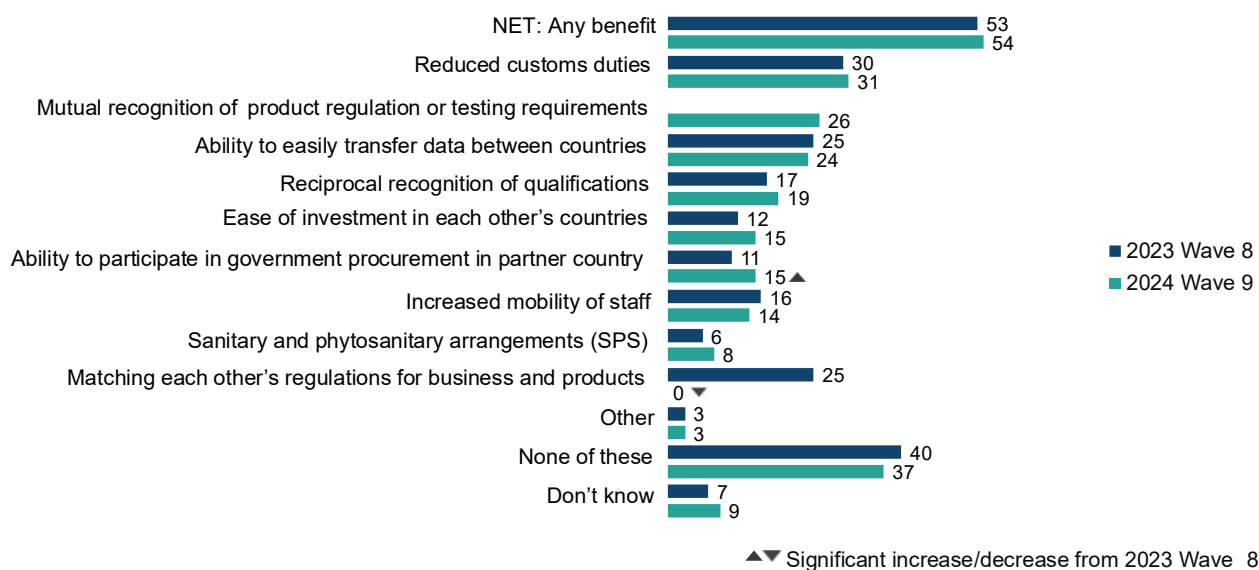 NET: Any benefit 53
54
Reduced customs duties 30
31
Mutual recognition of product regulation or testing requirements
26
Ability to easily transfer data between countries 25
24
Reciprocal recognition of qualifications 17
19
Ease of investment in each other’s countries 12
15
Ability to participate in government procurement in partner country 11
15▲
Increased mobility of staff 16
14
Sanitary and phytosanitary arrangements (SPS) 6
8
Matching each other’s regulations for business and products 25
0 ▼
Other 3
3
None of these 40
37
Don’t know 7
9
2023 Wave 8
2024 Wave 9
▲▼ Significant increase/decrease from 2023 Wave 8